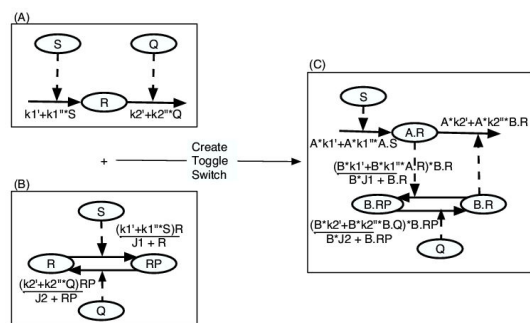 (A)
S
Q
R
k1'+k1"*S
k2'+k2"*Q
+
Create
Toggle
Switch
(B)
S
(k1'+k1"*S)R
J1 + R
R
RP
(k2'+k2"*Q)RP
J2 + RP
Q
(C)
S
A.R
A*k1'+A*k1"*A.S
A*k2'+A*k2"*B.R
(B*k1'+B*k1"*A.R)*B.R
B*J1 + B.R
B.RP
B.R
(B*k2'+B*k2"*B.Q)*B.RP
B*J2 + B.RP
Q